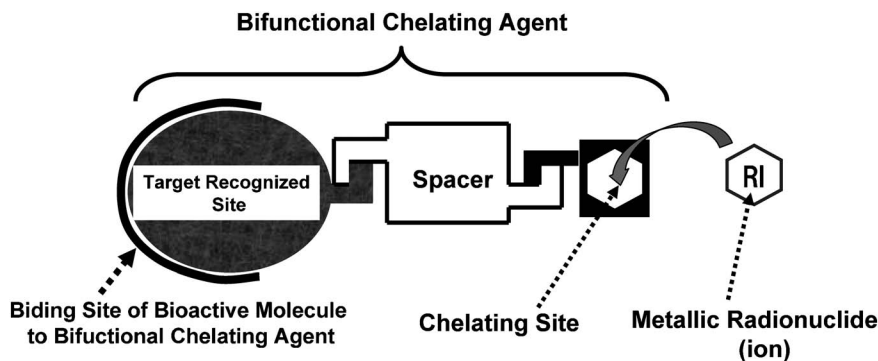 Bifunctional Chelating Agent
Target Recognized
Site
Spacer
RI
Biding Site of Bioactive Molecule
to Bifuctional Chelating Agent
Chelating Site
Metallic Radionuclide
(ion)